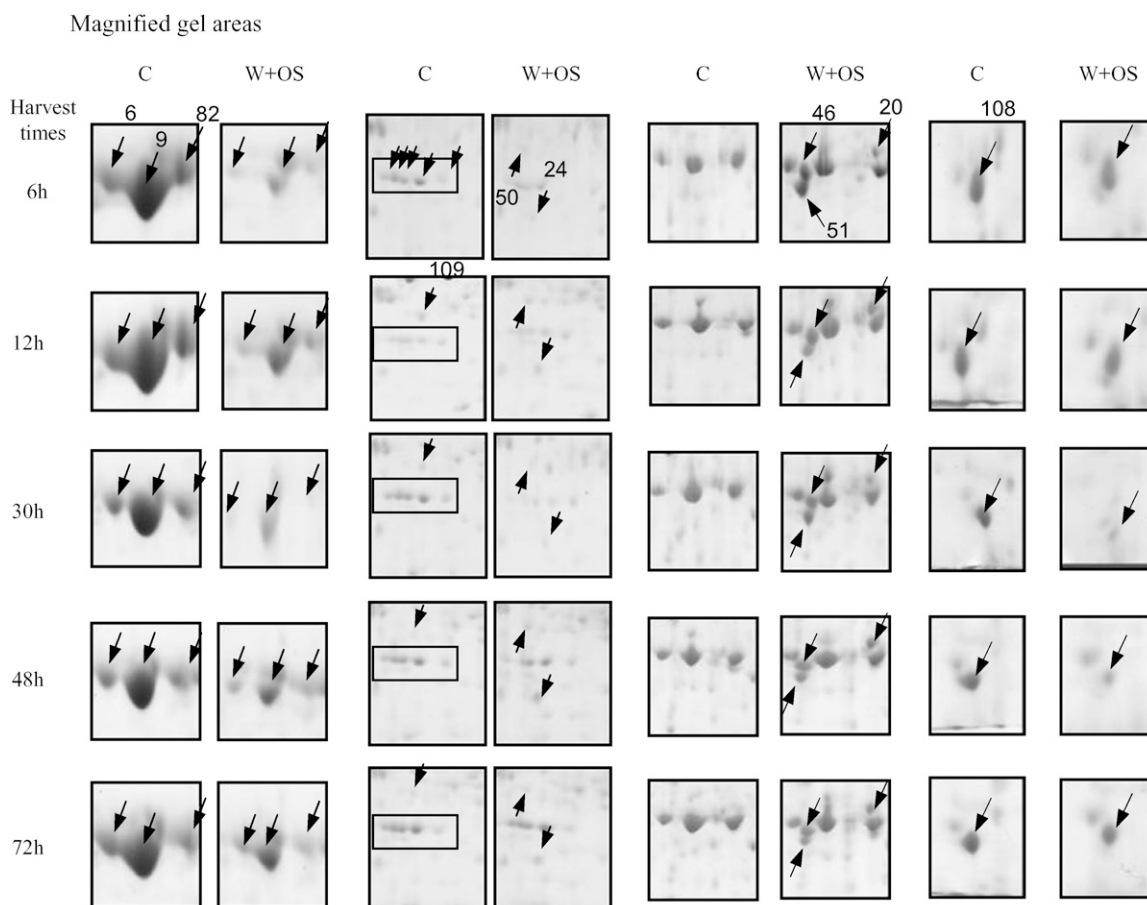 Magnified gel areas
C W+OS C W+OS C W+OS C W+OS
Harvest
times
6 9 82 46 20 108
6h
50 24 51
109
12h
30h
48h
72h